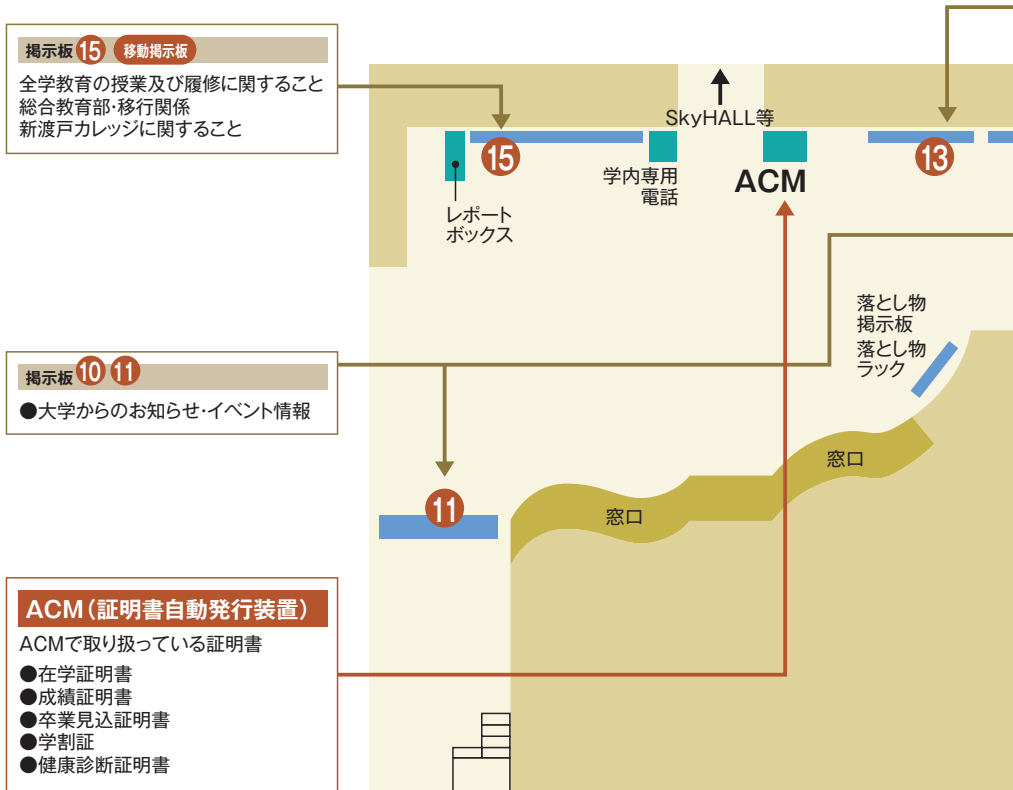 掲示板 15 移動掲示板
全学教育の授業及び履修に関すること
総合教育部・移行関係
新渡戸カレッジに関すること
SkyHALL等
15
学内専用
電話
ACM
13
レポート
ボックス
落とし物
掲示板
落とし物
ラック
掲示板 10 11
●大学からのお知らせ・イベント情報
窓口
11
窓口
ACM(証明書自動発行装置)
ACMで取り扱っている証明書
●在学証明書
●成績証明書
●卒業見込証明書
●学割証
●健康診断証明書